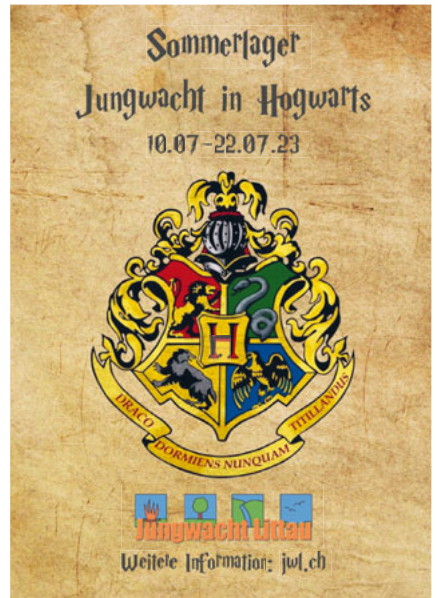 Sommerlager
Jungwacht in Hogwarts
10.07-22.07.23
H
DRACO
DORMIENS NUNQUAM
TITILLANDUS
Jungwacht Littau
Weitere Information: jwl.ch